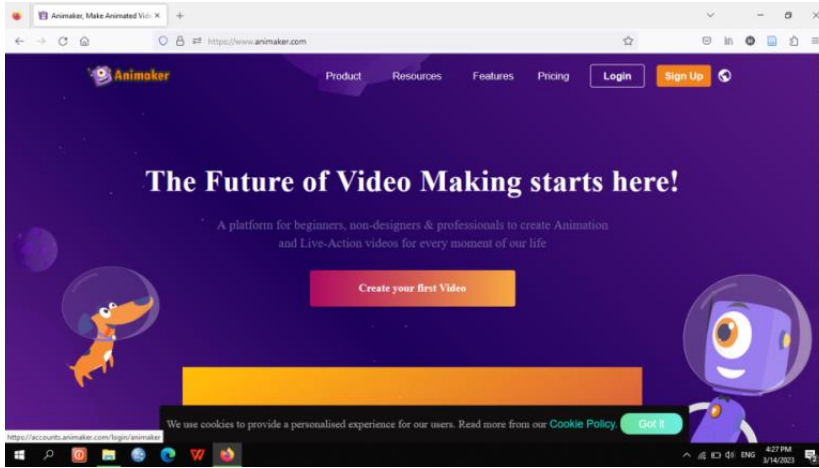 Animaker, Make Animated Vid
https://www.animaker.com
Animaker
Product Resources Features Pricing Login Sign Up
The Future of Video Making starts here!
A platform for beginners, non-designers & professionals to create Animation
and Live-Action videos for every moment of our life
Create your first Video
We use cookies to provide a personalised experience for our users. Read more from our Cookie Policy. Got it
https://accounts.animaker.com/login/animaker
ENG
4:27 PM
3/14/2023